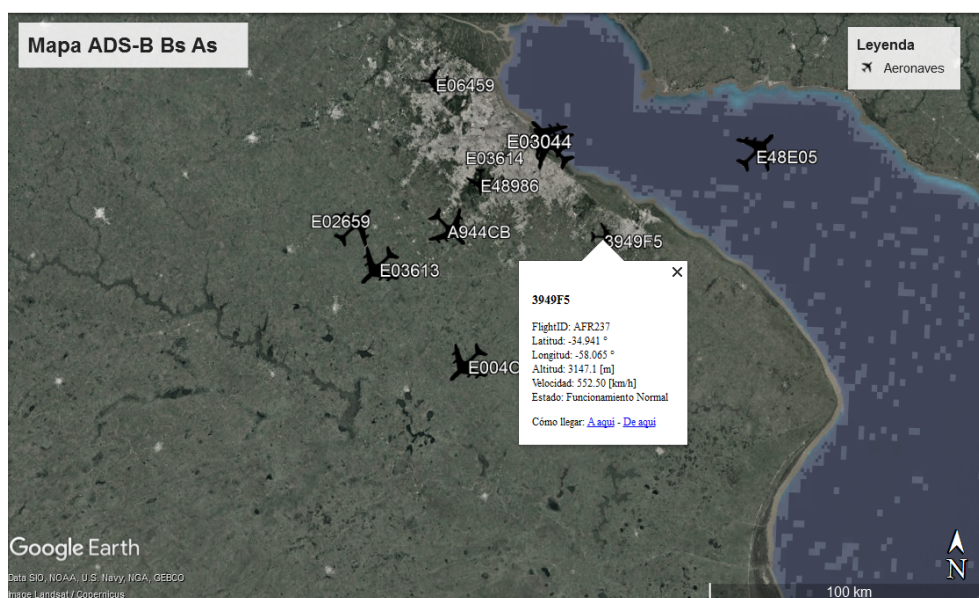 Mapa ADS-B Bs As
Leyenda
Aeronaves
E06459
E03044
E03614
E48E05
E48986
E02659
A944CB
3949F5
E03613
E004C
3949F5
FlightID: AFR237
Latitud: -34.941 °
Longitud: -58.065 °
Altitud: 3147.1 [m]
Velocidad: 552.50 [km/h]
Estado: Funcionamiento Normal
Cómo llegar: A aquí - De aquí
Google Earth
Data SIO, NOAA, U.S. Navy, NGA, GEBCO
Image Landsat / Copernicus
N
100 km